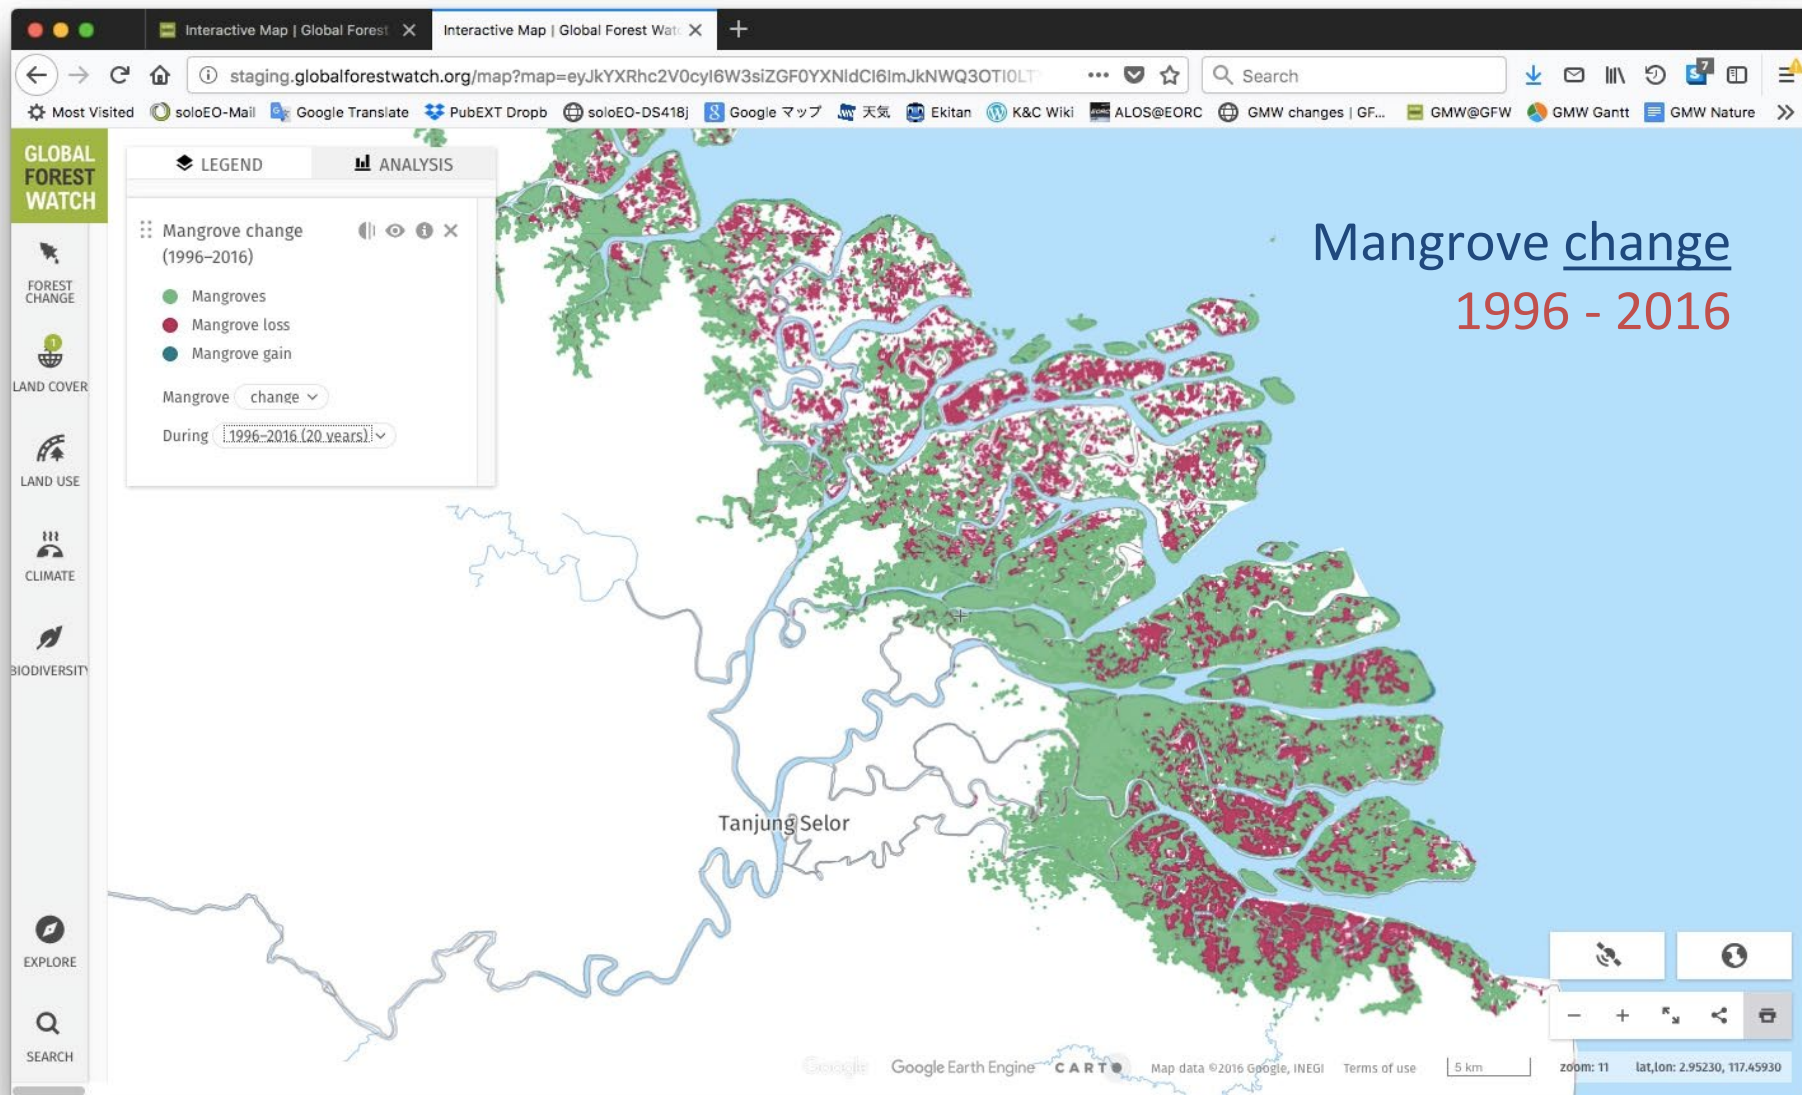 Interactive Map | Global Forest
Interactive Map | Global Forest Wat
staging.globalforestwatch.org/map?map=eyJkYXRhc2V0cyI6W3siZGF0YXNldCI6ImJkNWQ3OTI0LT
Search
7
Most Visited
soloEO-Mail
Google Translate
PubEXT Dropb
soloEO-DS418j
Google マップ
天気
Ekitan
K&C Wiki
ALOS@EORC
GMW changes | GF...
GMW@GFW
GMW Gantt
GMW Nature
GLOBAL
FOREST
WATCH
LEGEND
ANALYSIS
Mangrove change
(1996–2016)
Mangroves
Mangrove loss
Mangrove gain
Mangrove change
During 1996–2016 (20 years)
FOREST
CHANGE
1
LAND COVER
LAND USE
CLIMATE
BIODIVERSITY
EXPLORE
SEARCH
Mangrove change
1996 - 2016
Tanjung Selor
Google
Google Earth Engine
CARTO
Map data ©2016 Google, INEGI
Terms of use
5 km
zoom: 11
lat,lon: 2.95230, 117.45930